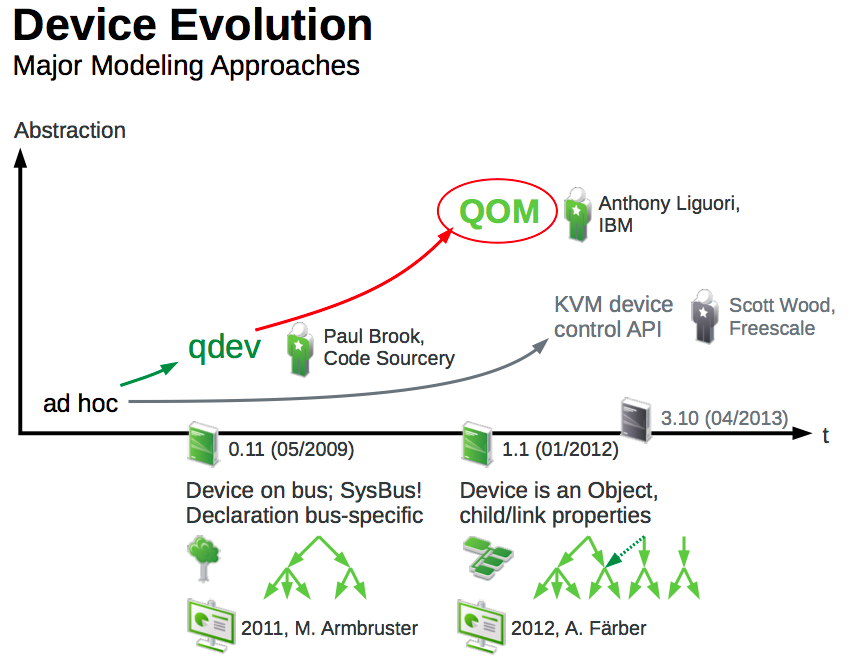 Device Evolution
Major Modeling Approaches
Abstraction
QOM
Anthony Liguori,
IBM
KVM device
control API
Scott Wood,
Freescale
qdev
Paul Brook,
Code Sourcery
ad hoc
3.10 (04/2013)
t
0.11 (05/2009)
1.1 (01/2012)
Device on bus; SysBus!
Declaration bus-specific
Device is an Object,
child/link properties
2011, M. Armbruster
2012, A. Färber